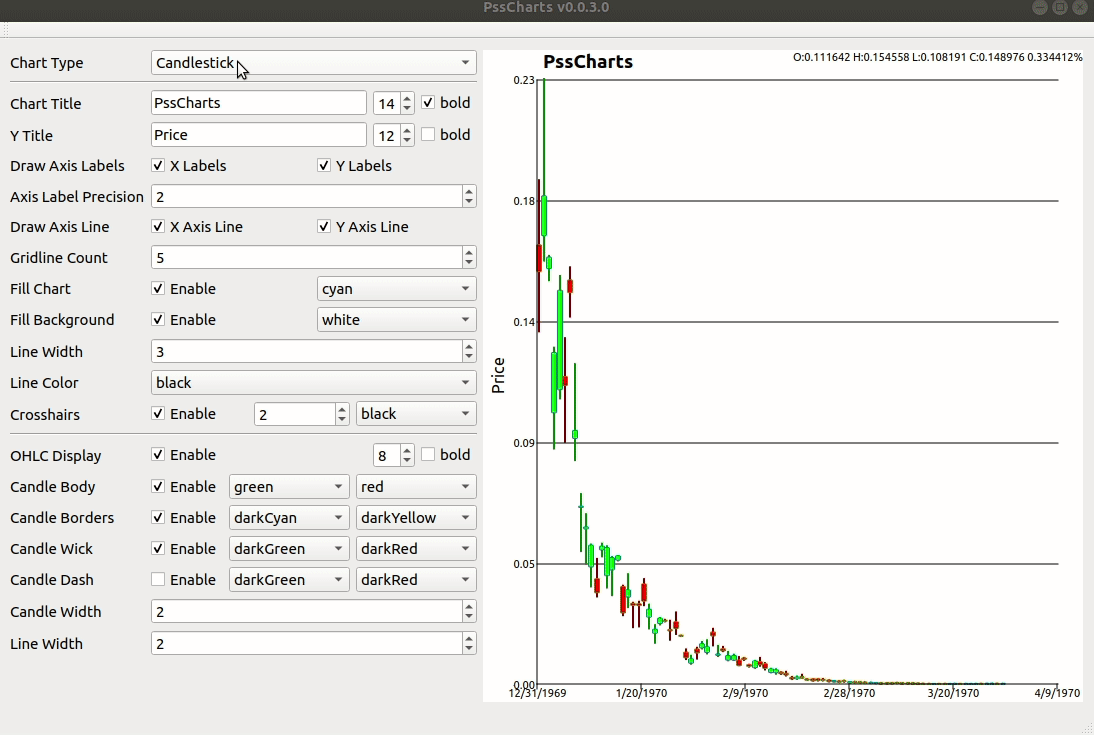 PssCharts v0.0.3.0
Chart Type Candlestick
Chart Title PssCharts 14 bold
Y Title Price 12 bold
Draw Axis Labels X Labels Y Labels
Axis Label Precision 2
Draw Axis Line X Axis Line Y Axis Line
Gridline Count 5
Fill Chart Enable cyan
Fill Background Enable white
Line Width 3
Line Color black
Crosshairs Enable 2 black
OHLC Display Enable 8 bold
Candle Body Enable green red
Candle Borders Enable darkCyan darkYellow
Candle Wick Enable darkGreen darkRed
Candle Dash Enable darkGreen darkRed
Candle Width 2
Line Width 2
PssCharts
O:0.111642 H:0.154558 L:0.108191 C:0.148976 0.334412%
Price
0.23
0.18
0.14
0.09
0.05
0.00
12/31/1969 1/20/1970 2/9/1970 2/28/1970 3/20/1970 4/9/1970